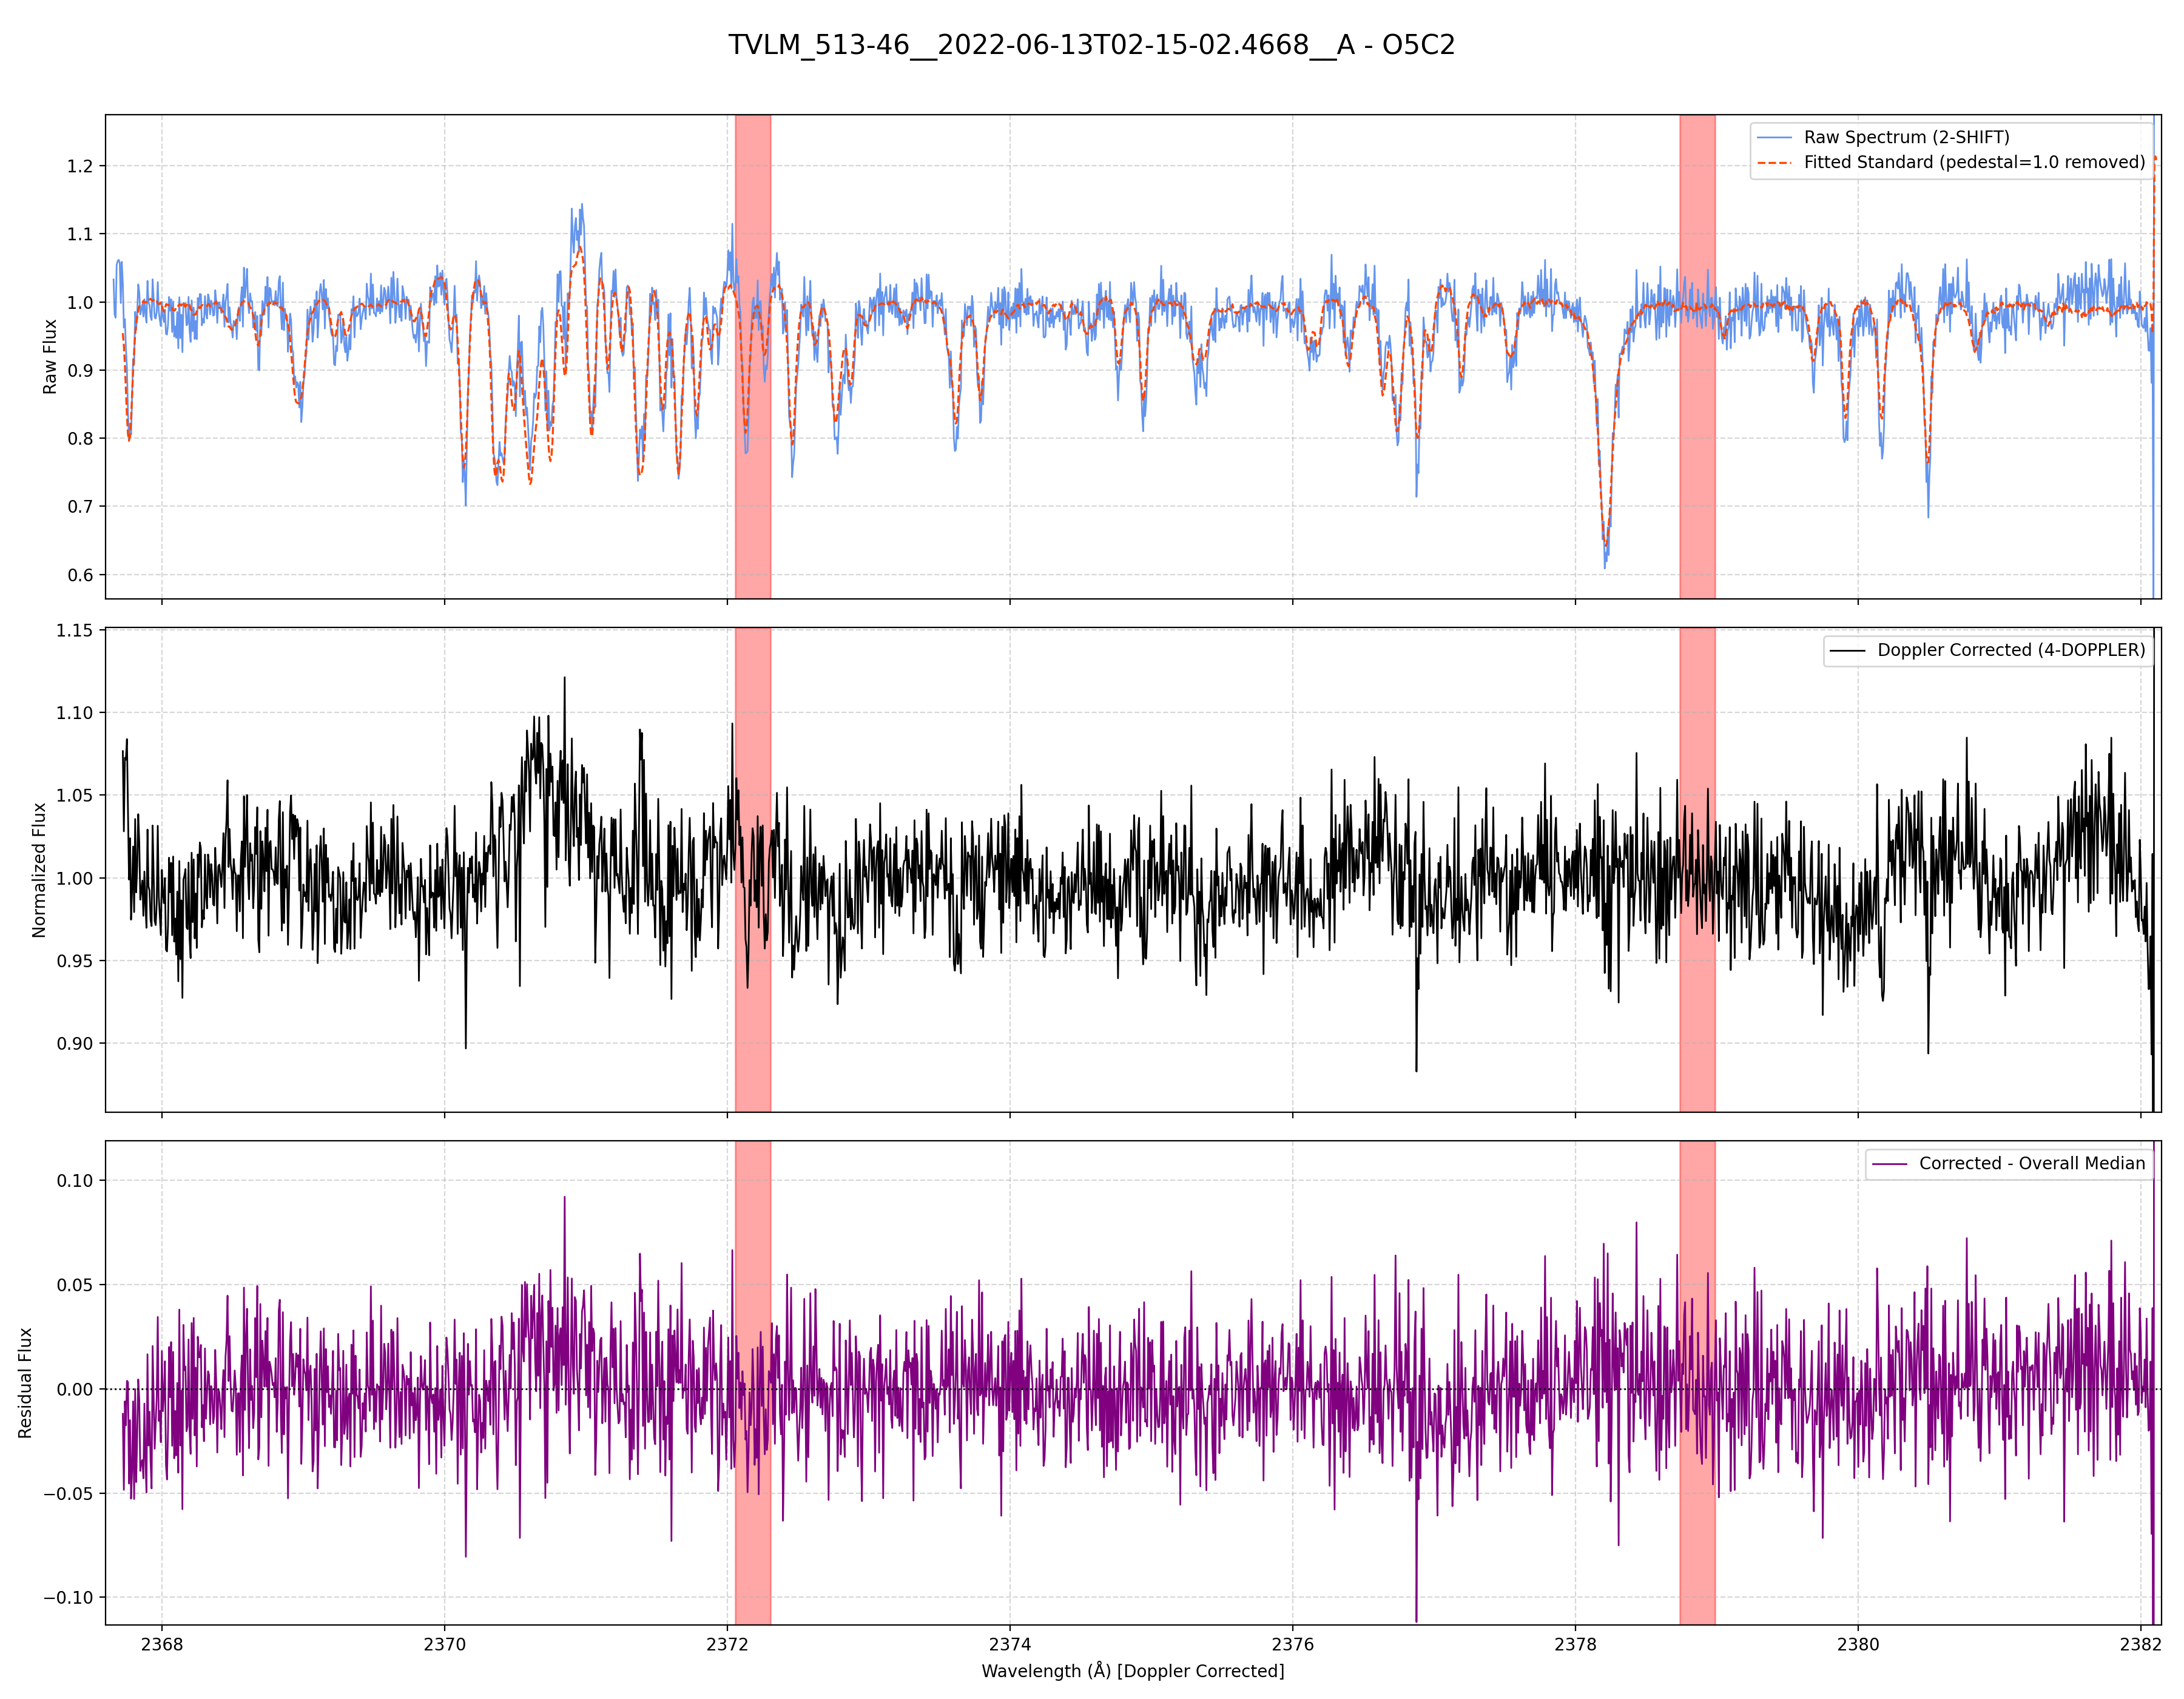 TVLM_513-46__2022-06-13T02-15-02.4668__A - O5C2
Raw Spectrum (2-SHIFT)
Fitted Standard (pedestal=1.0 removed)
Raw Flux
1.2
1.1
1.0
0.9
0.8
0.7
0.6
Doppler Corrected (4-DOPPLER)
Normalized Flux
1.15
1.10
1.05
1.00
0.95
0.90
Corrected - Overall Median
Residual Flux
0.10
0.05
0.00
−0.05
−0.10
2368 2370 2372 2374 2376 2378 2380 2382
Wavelength (Å) [Doppler Corrected]